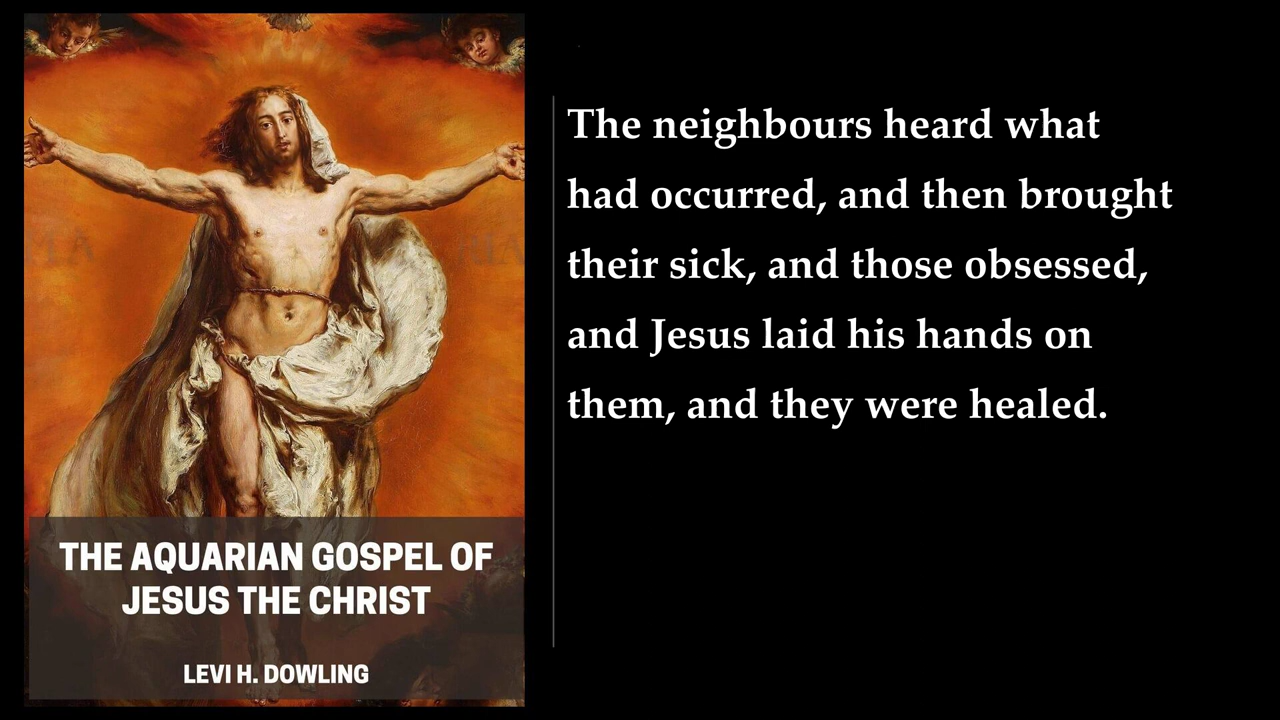 The neighbours heard what
had occurred, and then brought
their sick, and those obsessed,
and Jesus laid his hands on
them, and they were healed.
THE AQUARIAN GOSPEL OF
JESUS THE CHRIST
LEVI H. DOWLING